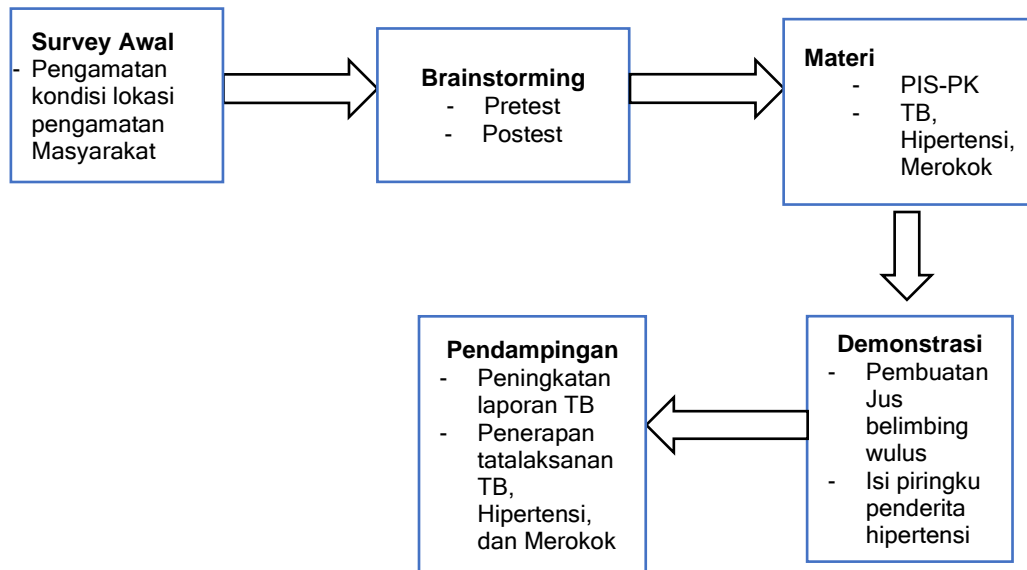 Survey Awal
- Pengamatan
kondisi lokasi
pengamatan
Masyarakat
Brainstorming
- Pretest
- Postest
Materi
- PIS-PK
- TB,
Hipertensi,
Merokok
Demonstrasi
- Pembuatan
Jus
belimbing
wulus
- Isi piringku
penderita
hipertensi
Pendampingan
- Peningkatan
laporan TB
- Penerapan
tatalaksanan
TB,
Hipertensi,
dan Merokok